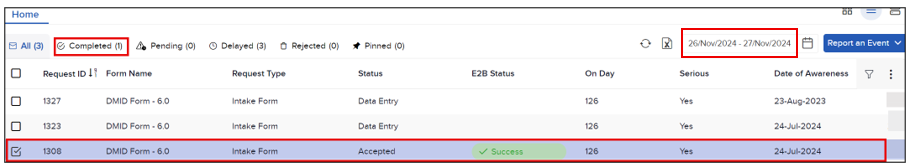 Home
All (3) Completed (1) Pending (0) Delayed (3) Rejected (0) Pinned (0) 26/Nov/2024 - 27/Nov/2024 Report an Event
Request ID Form Name Request Type Status E2B Status On Day Serious Date of Awareness
1327 DMID Form - 6.0 Intake Form Data Entry 126 Yes 23-Aug-2023
1323 DMID Form - 6.0 Intake Form Data Entry 126 Yes 24-Jul-2024
1308 DMID Form - 6.0 Intake Form Accepted Success 126 Yes 24-Jul-2024